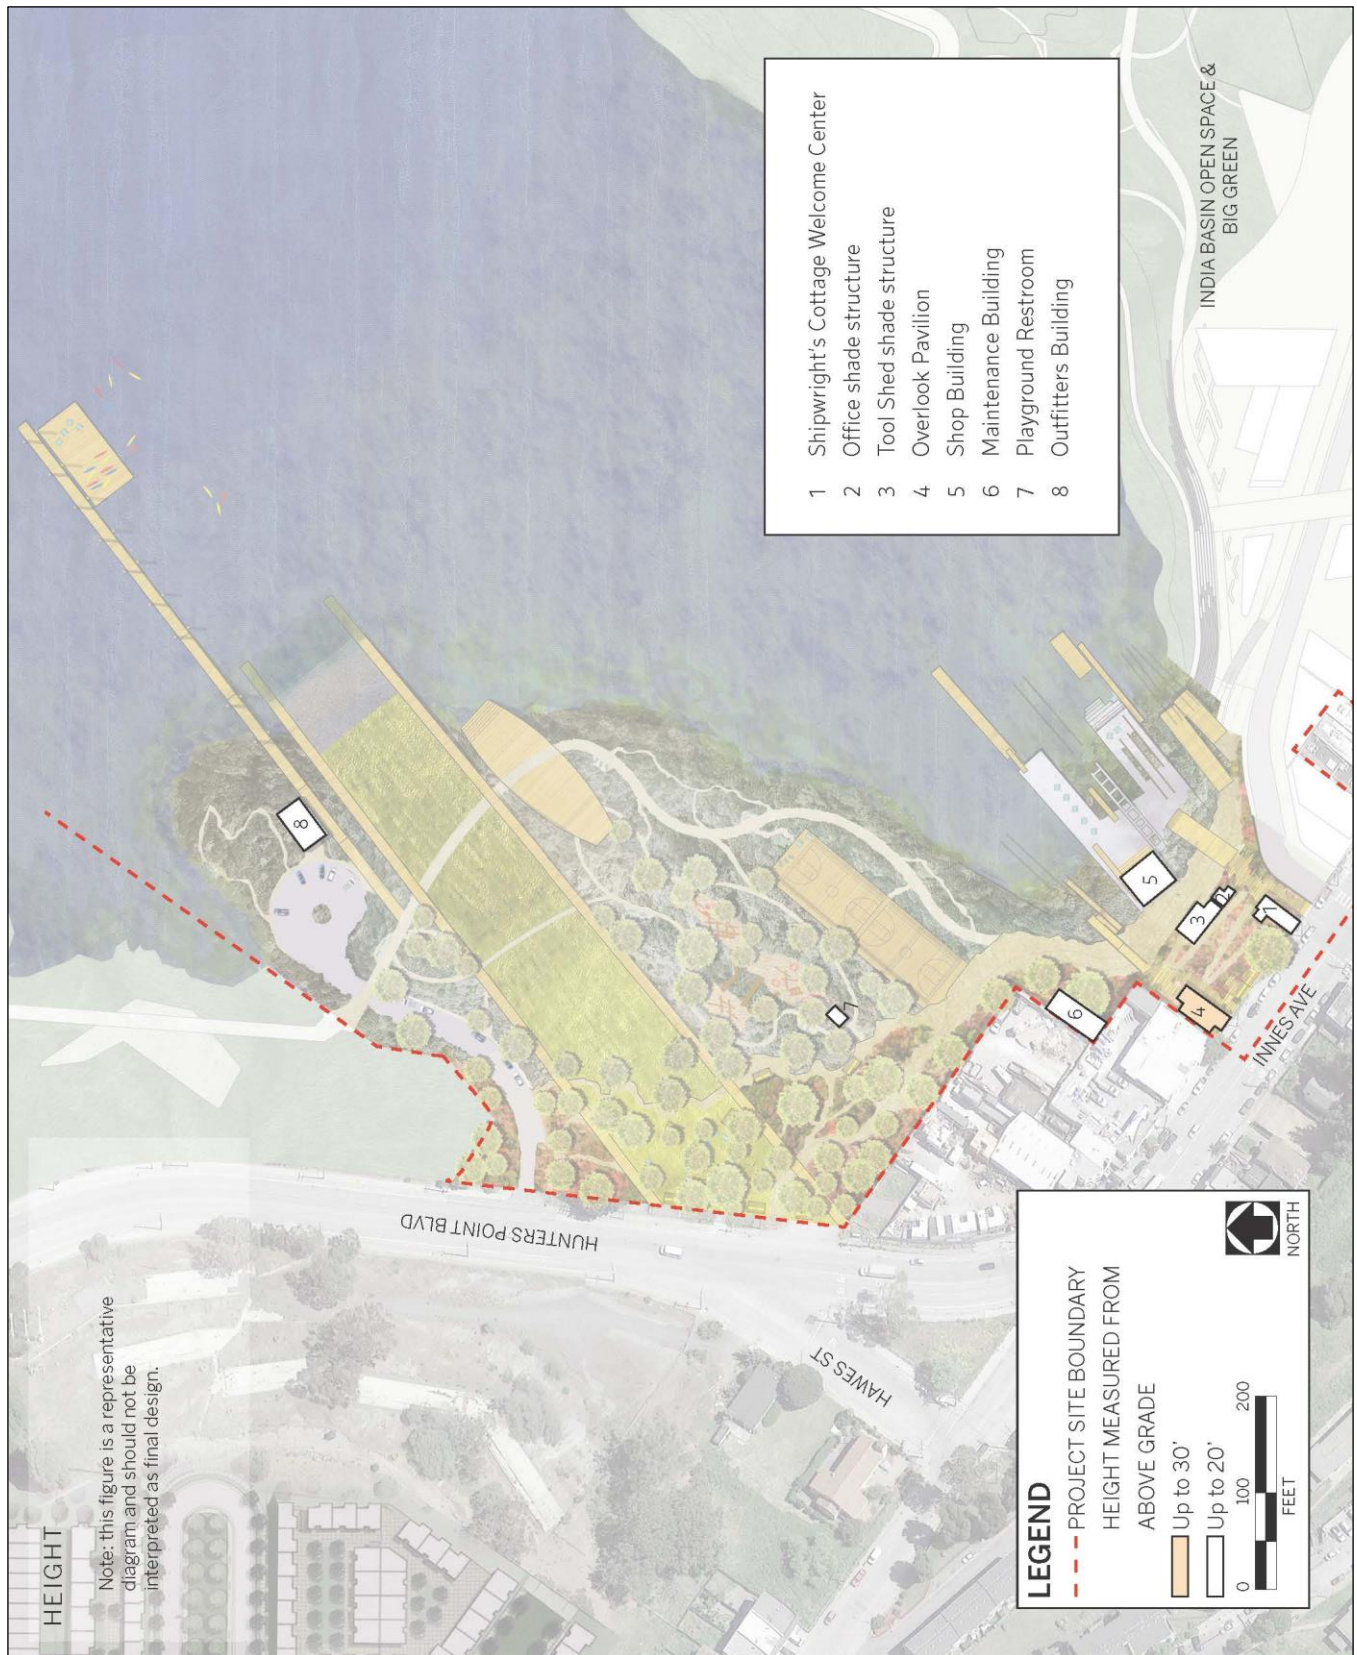 HEIGHT
Note: this figure is a representative
diagram and should not be
interpreted as final design.
HUNTERS POINT BLVD
HAWES ST
INNES AVE
8
7
6
5
4
3
2
1
1 Shipwright's Cottage Welcome Center
2 Office shade structure
3 Tool Shed shade structure
4 Overlook Pavilion
5 Shop Building
6 Maintenance Building
7 Playground Restroom
8 Outfitters Building
INDIA BASIN OPEN SPACE &
BIG GREEN
LEGEND
PROJECT SITE BOUNDARY
HEIGHT MEASURED FROM
ABOVE GRADE
Up to 30'
Up to 20'
0 100 200
FEET
NORTH